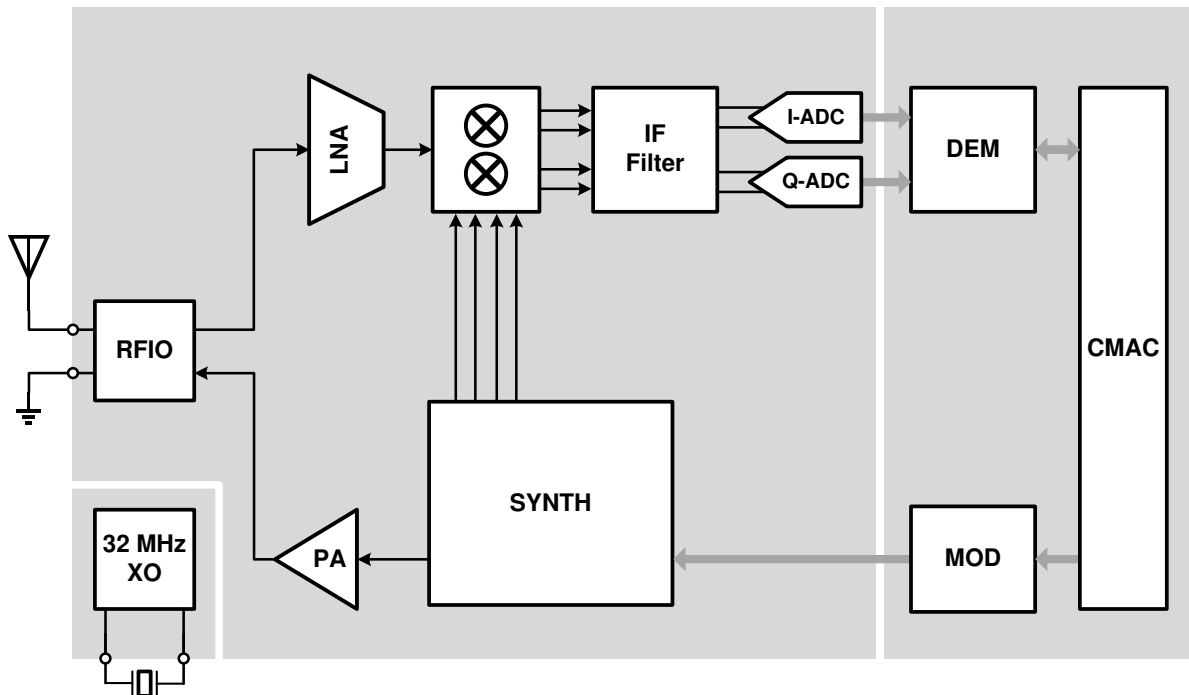 LNA
IF
Filter
I-ADC
Q-ADC
DEM
RFIO
CMAC
SYNTH
32 MHz
XO
PA
MOD